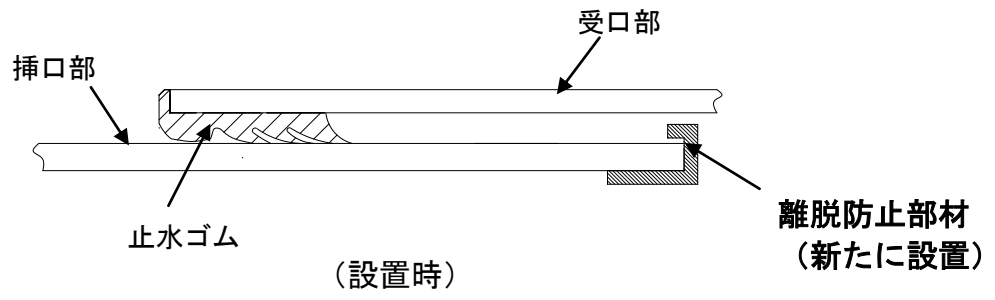 受口部
挿口部
止水ゴム
離脱防止部材
（新たに設置）
（設置時）